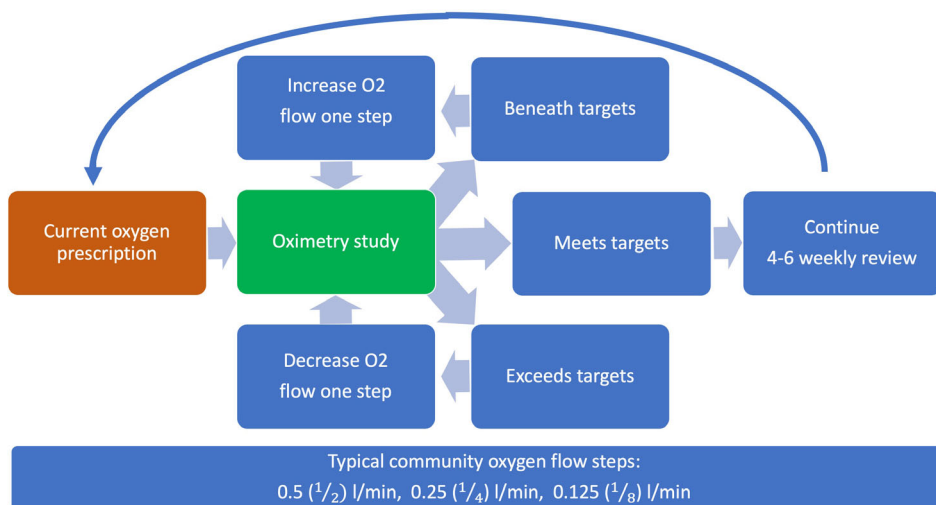 Increase O2
flow one step
Beneath targets
Current oxygen
prescription
Oximetry study
Meets targets
Continue
4-6 weekly review
Decrease O2
flow one step
Exceeds targets
Typical community oxygen flow steps:
0.5 (1/2) l/min, 0.25 (1/4) l/min, 0.125 (1/8) l/min